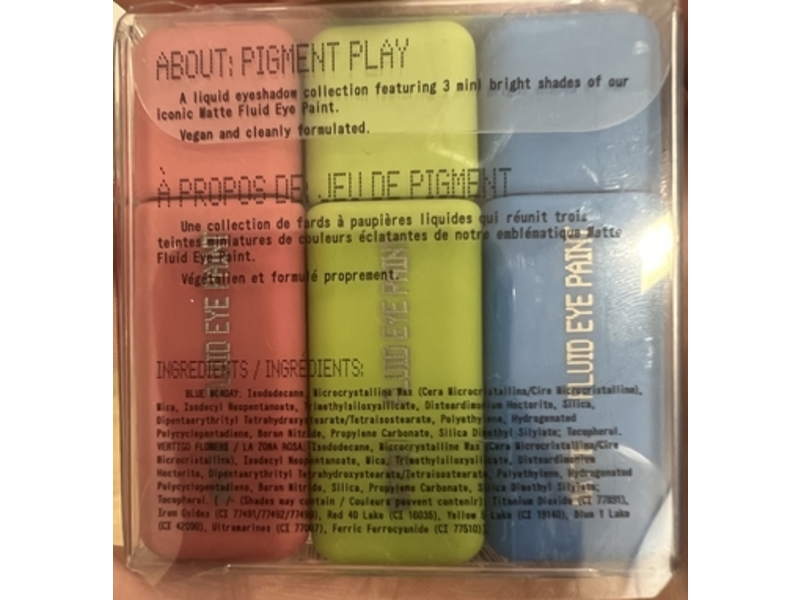 ABOUT: PIGMENT PLAY
A liquid eyeshadow collection featuring 3 mini bright shades of our
iconic Matte Fluid Eye Paint.
Vegan and cleanly formulated.
À PROPOS DE: JEU DE PIGMENT
Une collection de fards à paupières liquides qui réunit trois
teintes miniatures de couleurs éclatantes de notre emblématique Matte
Fluid Eye Paint.
Végétalien et formulé proprement.
INGREDIENTS / INGRÉDIENTS:
BLUE MONDAY: Isododecane, Microcrystalline Wax (Cera Microcristallina/Cire Microcristalline),
Mica, Isodecyl Neopentanoate, Trimethylsiloxysilicate, Disteardimonium Hectorite, Silica,
Dipentaerythrityl Tetrahydroxystearate/Tetraisostearate, Polyethylene, Hydrogenated
Polycyclopentadiene, Boron Nitride, Propylene Carbonate, Silica Dimethyl Silylate; Tocopherol.
VERTIGO FLOWERS / LA ZONA ROSA: Isododecane, Microcrystalline Wax (Cera Microcristallina/Cire
Microcristalline), Isodecyl Neopentanoate, Mica, Trimethylsiloxysilicate, Disteardimonium
Hectorite, Dipentaerythrityl Tetrahydroxystearate/Tetraisostearate, Polyethylene, Hydrogenated
Polycyclopentadiene, Boron Nitride, Silica, Propylene Carbonate, Silica Dimethyl Silylate;
Tocopherol. +/- (Shades may contain / Couleurs peuvent contenir): Titanium Dioxide (CI 77891),
Iron Oxides (CI 77491/77492/77499), Red 40 Lake (CI 16035), Yellow 5 Lake (CI 19140), Blue 1 Lake
(CI 42090), Ultramarines (CI 77007), Ferric Ferrocyanide (CI 77510).
FLUID EYE PAINT
FLUID EYE PAINT
FLUID EYE PAINT